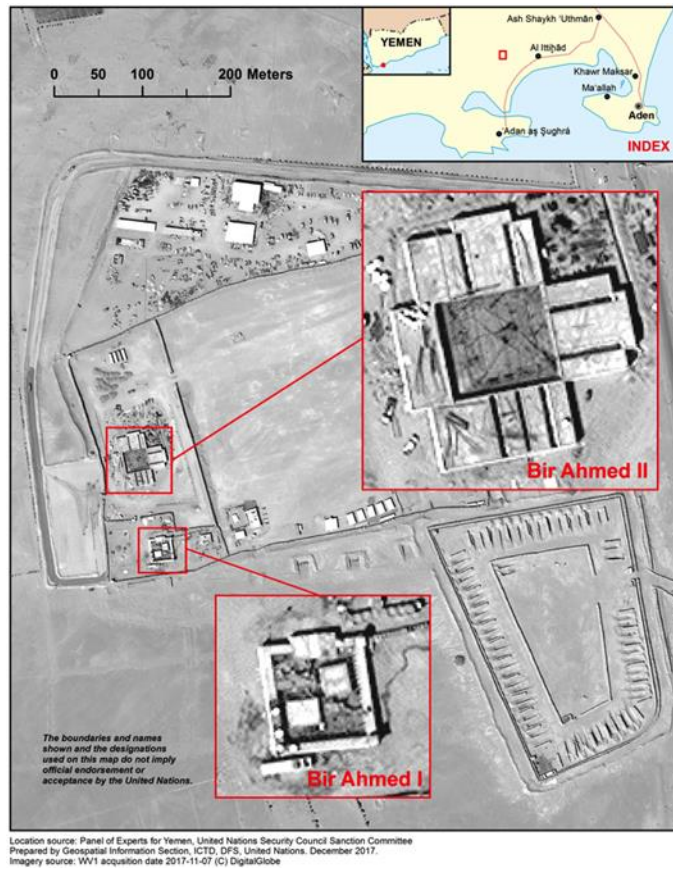 0 50 100 200 Meters
YEMEN
Ash Shaykh 'Uthmān
Al Ittiḩād
Khawr Maksar
Ma'allah
Aden
'Adan aş Şughrá
INDEX
Bir Ahmed II
Bir Ahmed I
The boundaries and names
shown and the designations
used on this map do not imply
official endorsement or
acceptance by the United Nations.
Location source: Panel of Experts for Yemen, United Nations Security Council Sanction Committee
Prepared by Geospatial Information Section, ICTD, DFS, United Nations. December 2017.
Imagery source: WV1 acqusition date 2017-11-07 (C) DigitalGlobe